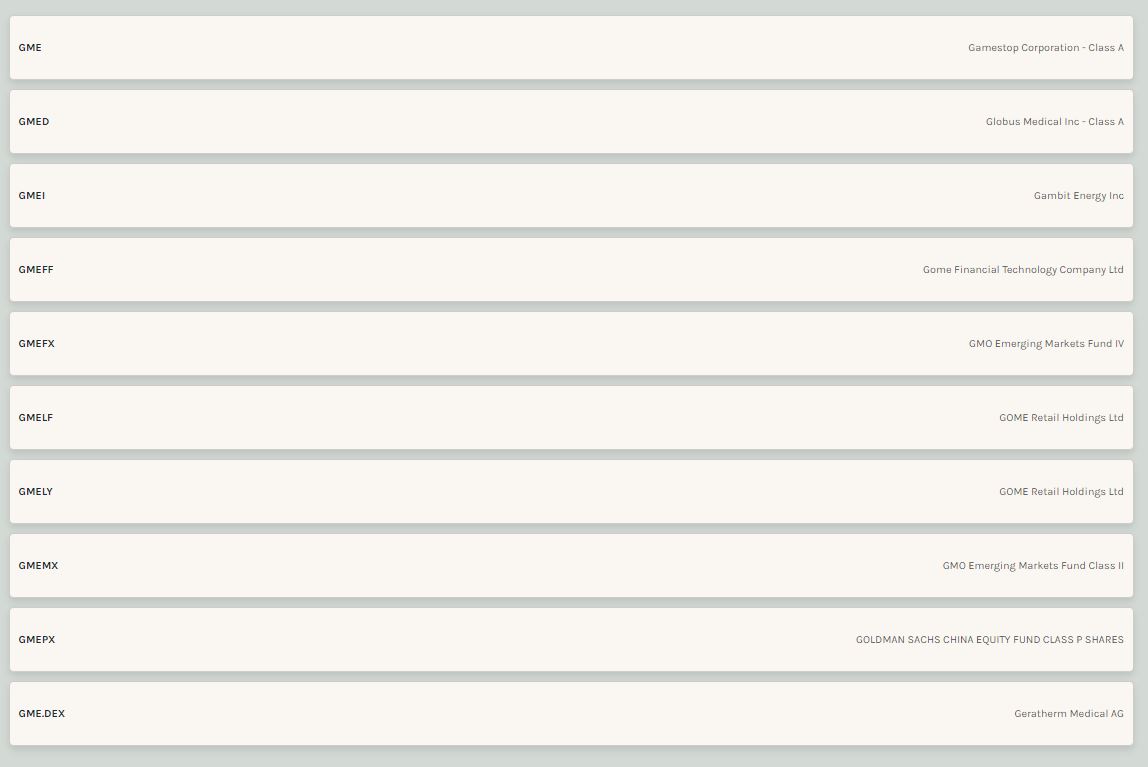 GME Gamestop Corporation - Class A
GMED Globus Medical Inc - Class A
GMEI Gambit Energy Inc
GMEFF Gome Financial Technology Company Ltd
GMEFX GMO Emerging Markets Fund IV
GMELF GOME Retail Holdings Ltd
GMELY GOME Retail Holdings Ltd
GMEMX GMO Emerging Markets Fund Class II
GMEPX GOLDMAN SACHS CHINA EQUITY FUND CLASS P SHARES
GME.DEX Geratherm Medical AG